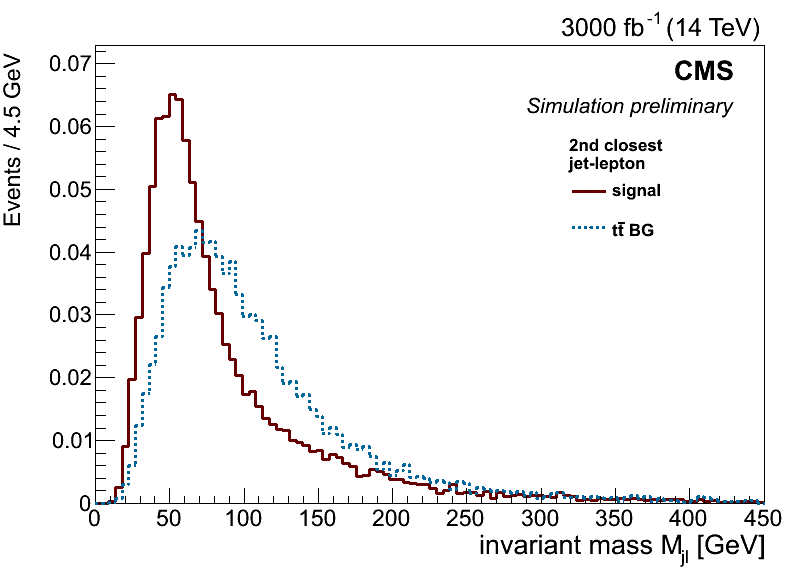 3000 fb⁻¹ (14 TeV)
CMS
Simulation preliminary
2nd closest
jet-lepton
signal
tt̄ BG
Events / 4.5 GeV
0.07
0.06
0.05
0.04
0.03
0.02
0.01
0
0 50 100 150 200 250 300 350 400 450
invariant mass Mjl [GeV]